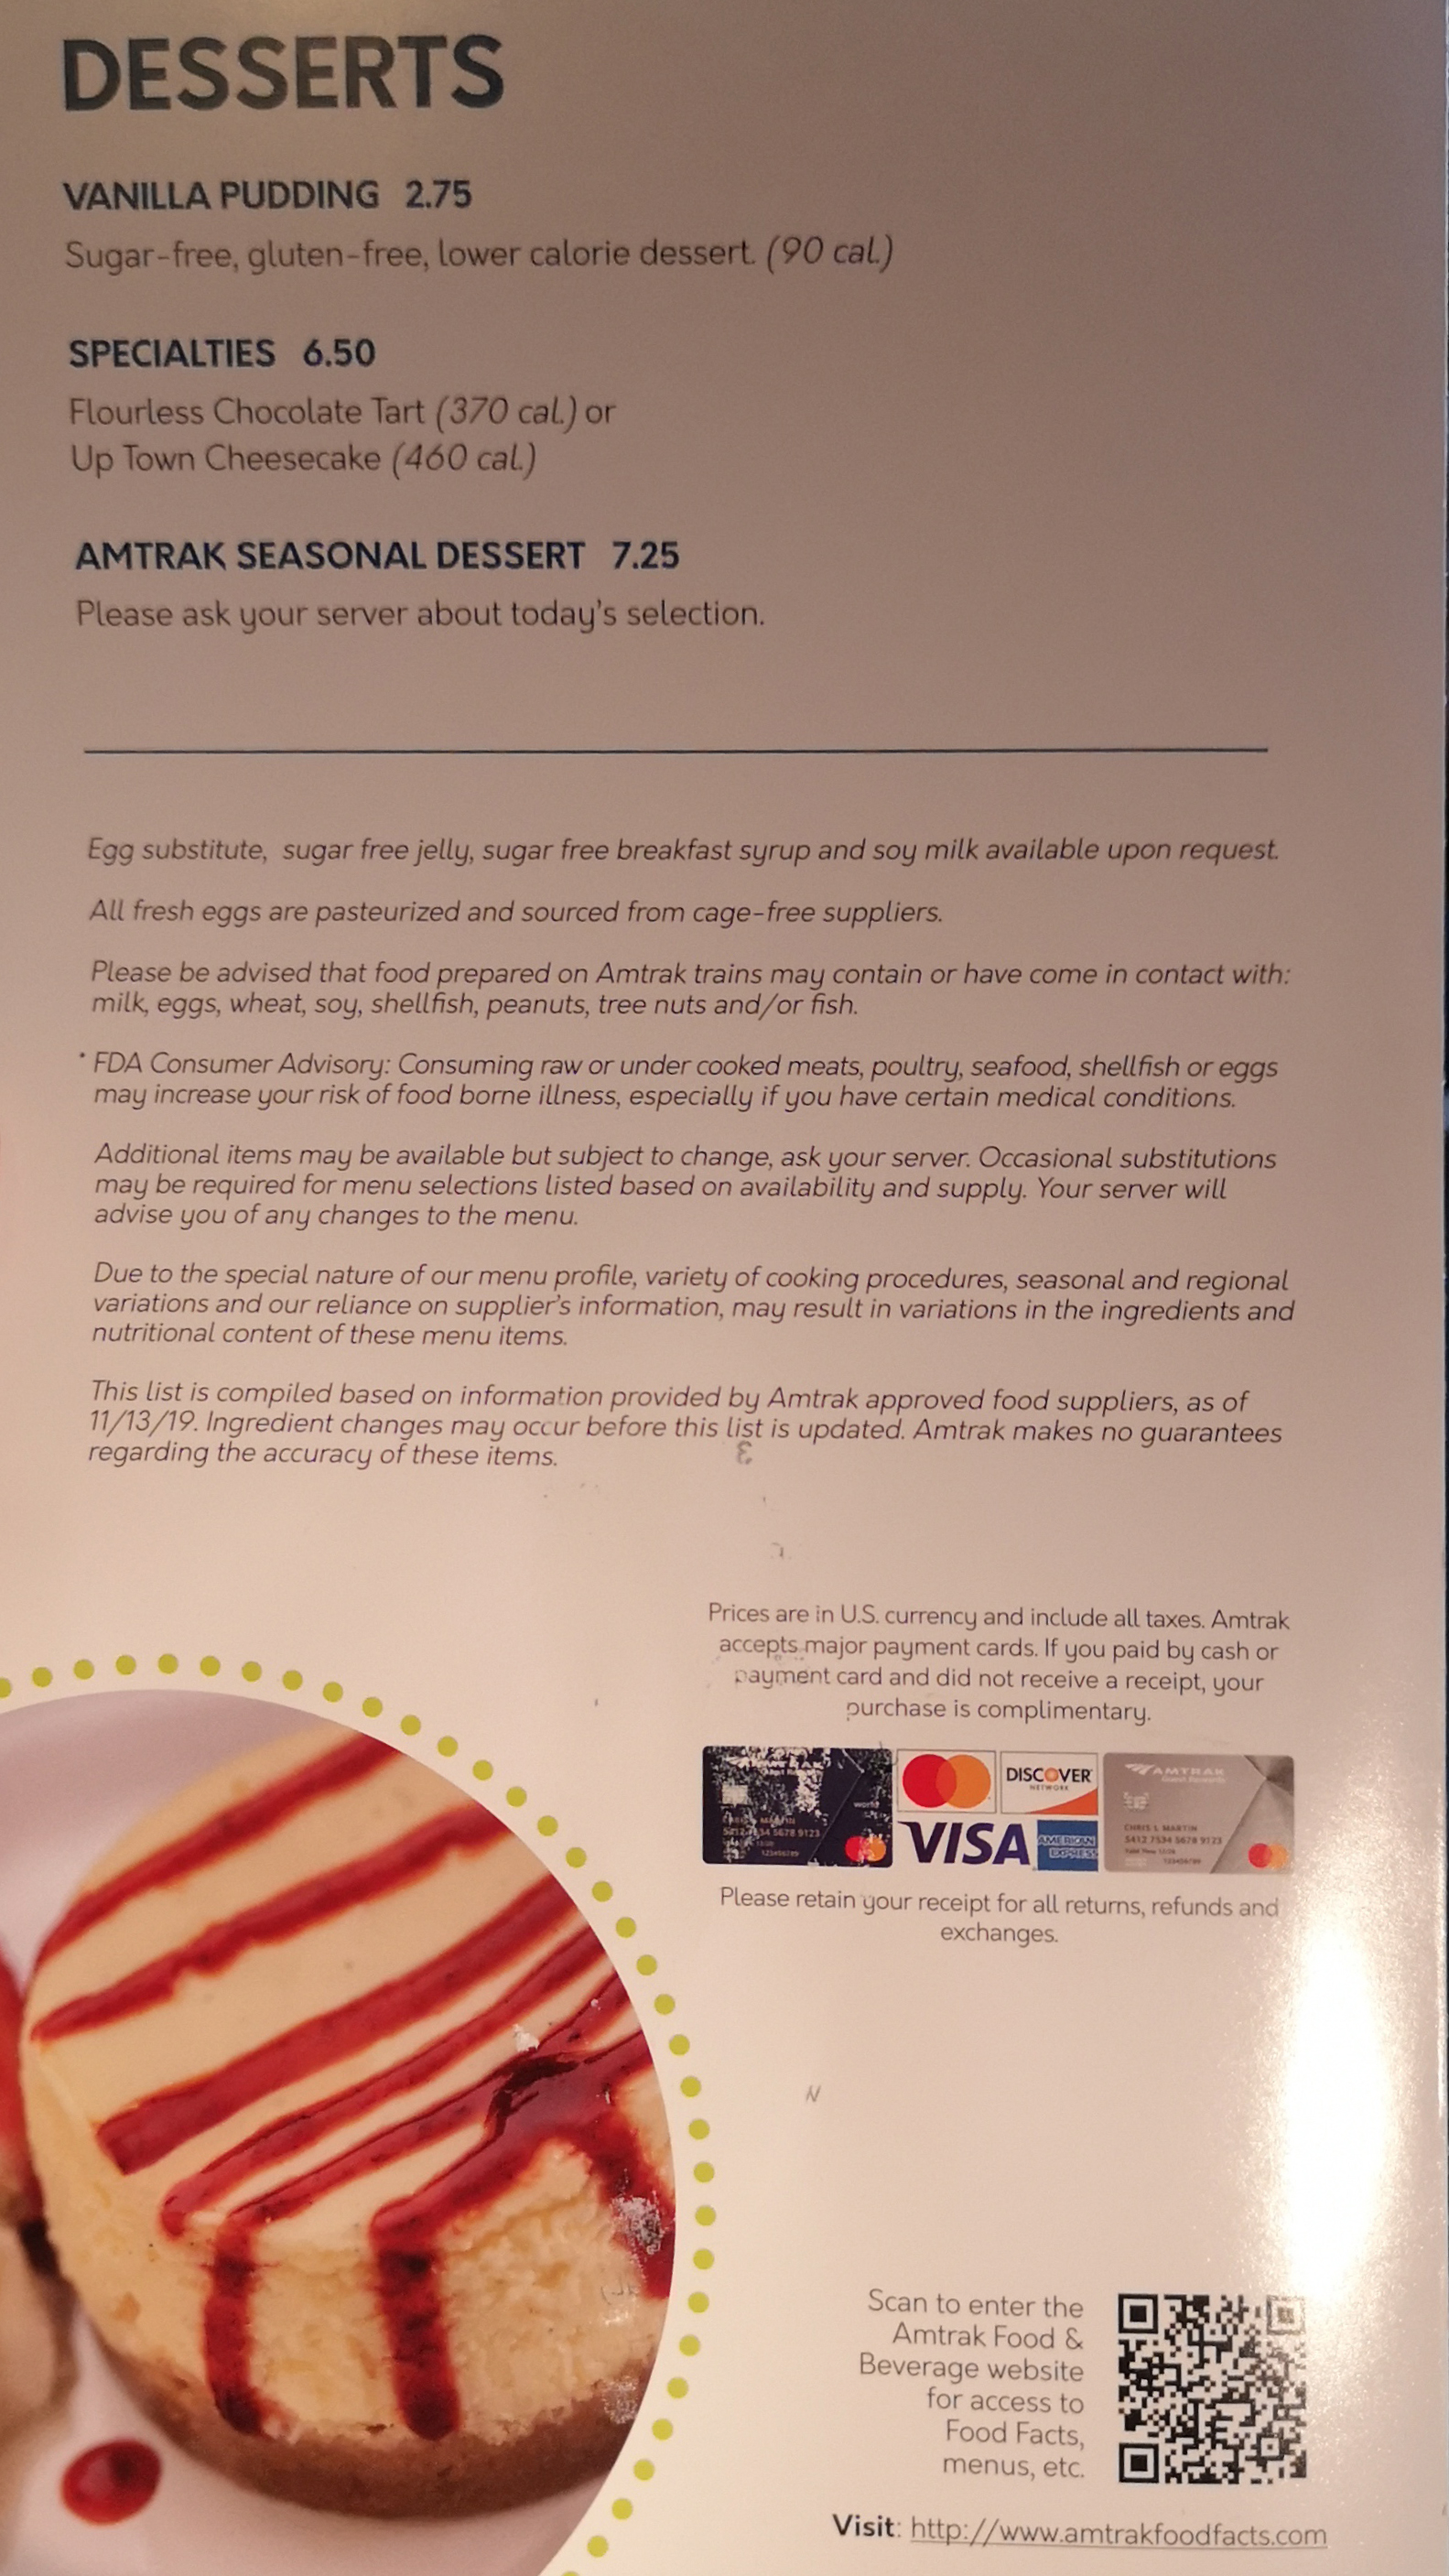 DESSERTS
VANILLA PUDDING 2.75
Sugar-free, gluten-free, lower calorie dessert. (90 cal.)
SPECIALTIES 6.50
Flourless Chocolate Tart (370 cal.) or
Up Town Cheesecake (460 cal.)
AMTRAK SEASONAL DESSERT 7.25
Please ask your server about today's selection.
Egg substitute, sugar free jelly, sugar free breakfast syrup and soy milk available upon request.
All fresh eggs are pasteurized and sourced from cage-free suppliers.
Please be advised that food prepared on Amtrak trains may contain or have come in contact with:
milk, eggs, wheat, soy, shellfish, peanuts, tree nuts and/or fish.
* FDA Consumer Advisory: Consuming raw or under cooked meats, poultry, seafood, shellfish or eggs
may increase your risk of food borne illness, especially if you have certain medical conditions.
Additional items may be available but subject to change, ask your server. Occasional substitutions
may be required for menu selections listed based on availability and supply. Your server will
advise you of any changes to the menu.
Due to the special nature of our menu profile, variety of cooking procedures, seasonal and regional
variations and our reliance on supplier's information, may result in variations in the ingredients and
nutritional content of these menu items.
This list is compiled based on information provided by Amtrak approved food suppliers, as of
11/13/19. Ingredient changes may occur before this list is updated. Amtrak makes no guarantees
regarding the accuracy of these items.
Prices are in U.S. currency and include all taxes. Amtrak
accepts major payment cards. If you paid by cash or
payment card and did not receive a receipt, your
purchase is complimentary.
DISCOVER
NETWORK
VISA
AMERICAN
EXPRESS
AMTRAK
Guest Rewards
CHRIS L MARTIN
5412 7534 5678 9123
Please retain your receipt for all returns, refunds and
exchanges.
Scan to enter the
Amtrak Food &
Beverage website
for access to
Food Facts,
menus, etc.
Visit: http://www.amtrakfoodfacts.com